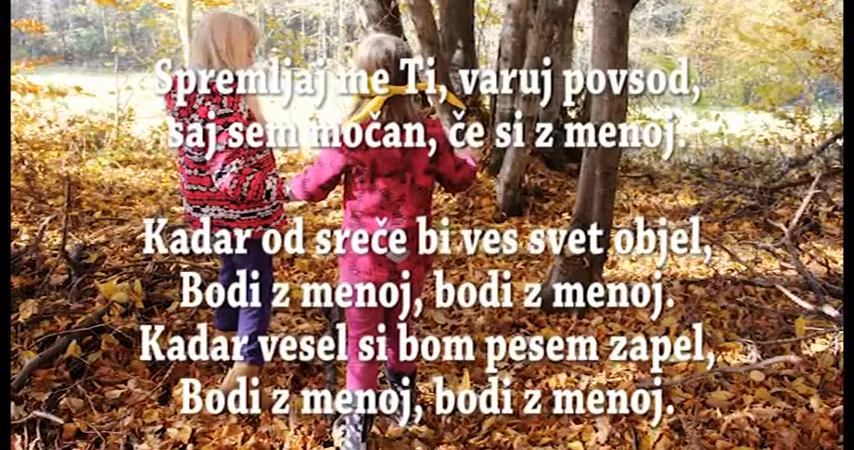 Spremljaj me Ti, varuj povsod,
saj sem močan, če si z menoj.
Kadar od sreče bi ves svet objel,
Bodi z menoj, bodi z menoj.
Kadar vesel si bom pesem zapel,
Bodi z menoj, bodi z menoj.